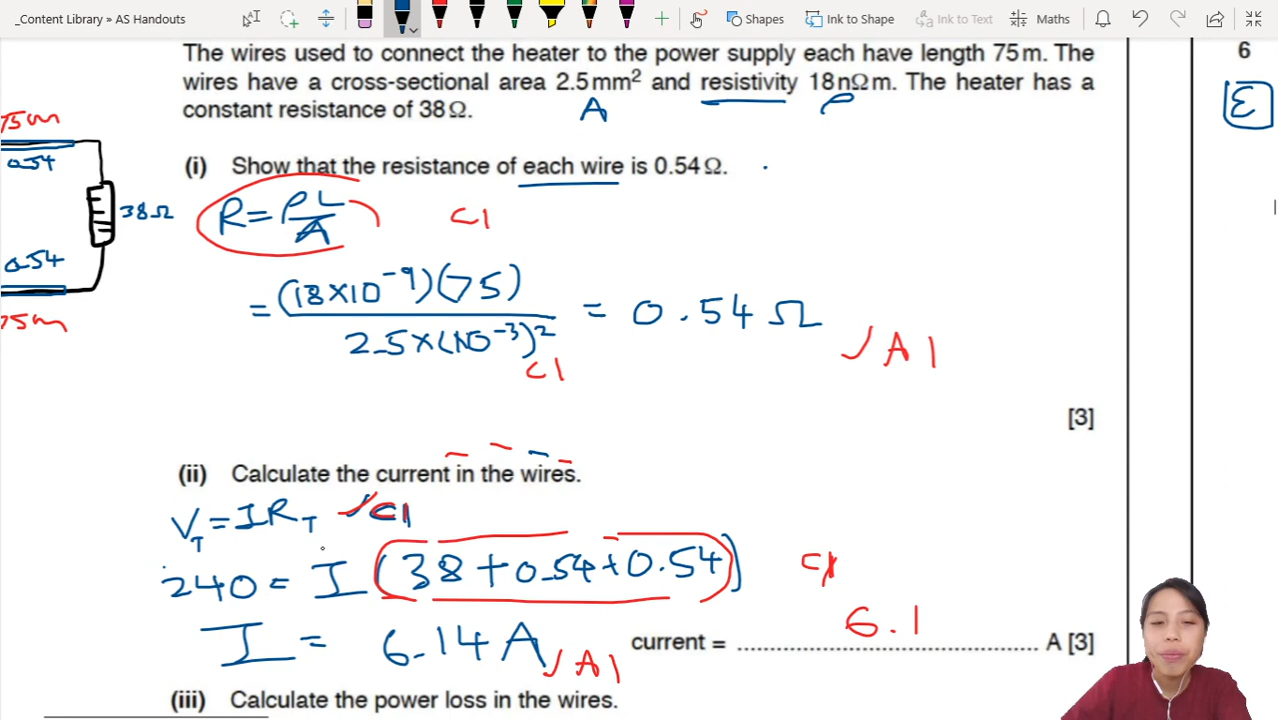 _Content Library » AS Handouts
Shapes
Ink to Shape
Ink to Text
Maths
The wires used to connect the heater to the power supply each have length 75 m. The
wires have a cross-sectional area 2.5 mm² and resistivity 18 nΩ m. The heater has a
constant resistance of 38 Ω.
A
ρ
6
ε
75m
0.54
38Ω
0.54
75m
(i) Show that the resistance of each wire is 0.54 Ω.
R = ρL/A C1
= (18×10⁻⁹)(75) / 2.5×(10⁻³)² = 0.54 Ω
C1
✓ A1
[3]
(ii) Calculate the current in the wires.
V_T = I R_T ✓ C1
240 = I (38 + 0.54 + 0.54) C1
I = 6.14 A ✓ A1
current = 6.1 A [3]
(iii) Calculate the power loss in the wires.